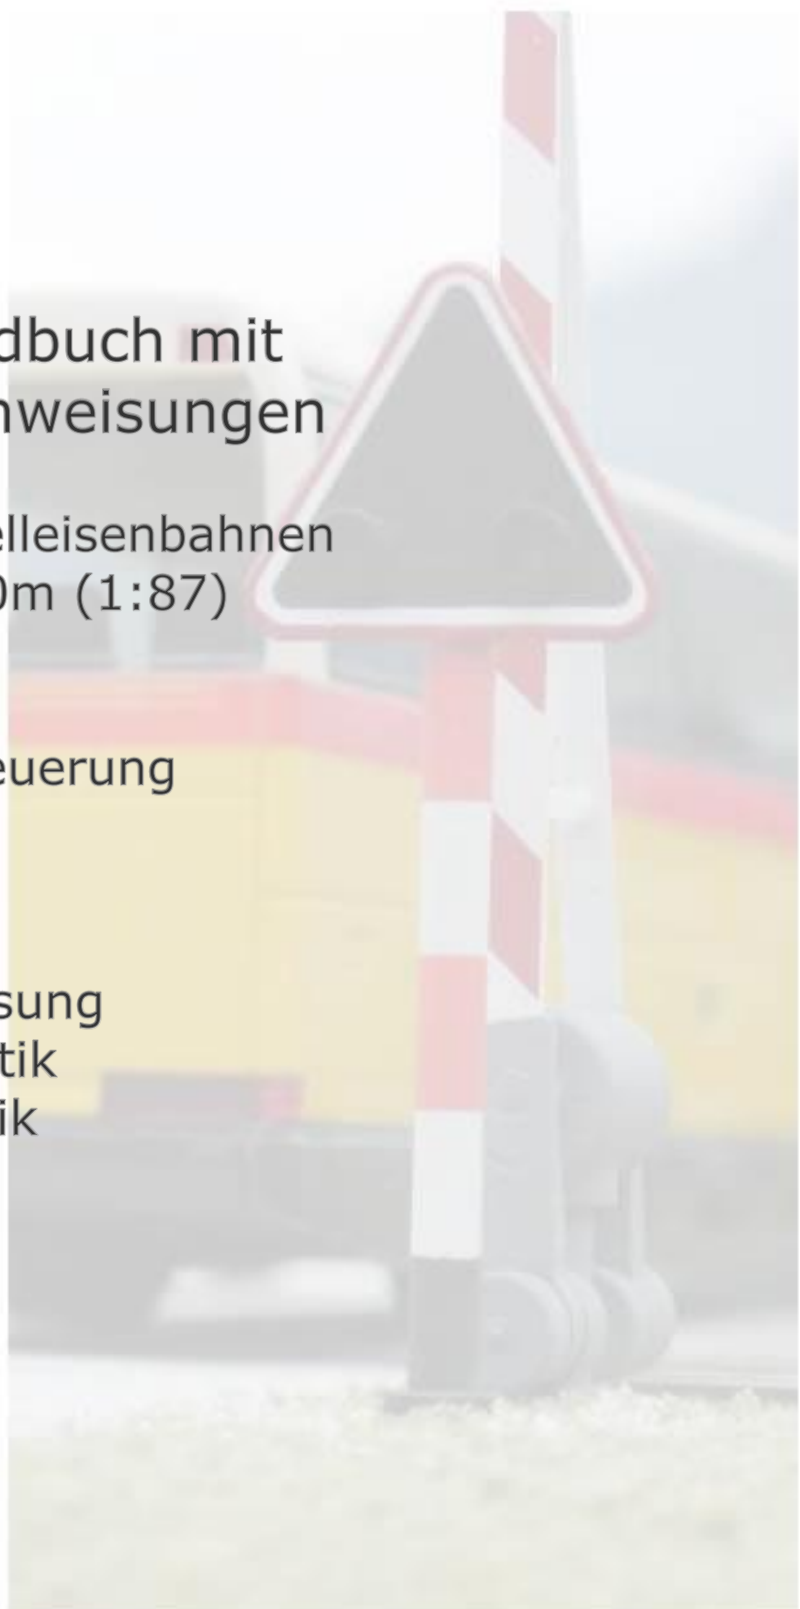 dbuch mit
nweisungen
elleisenbahnen
0m (1:87)
euerung
sung
tik
ik